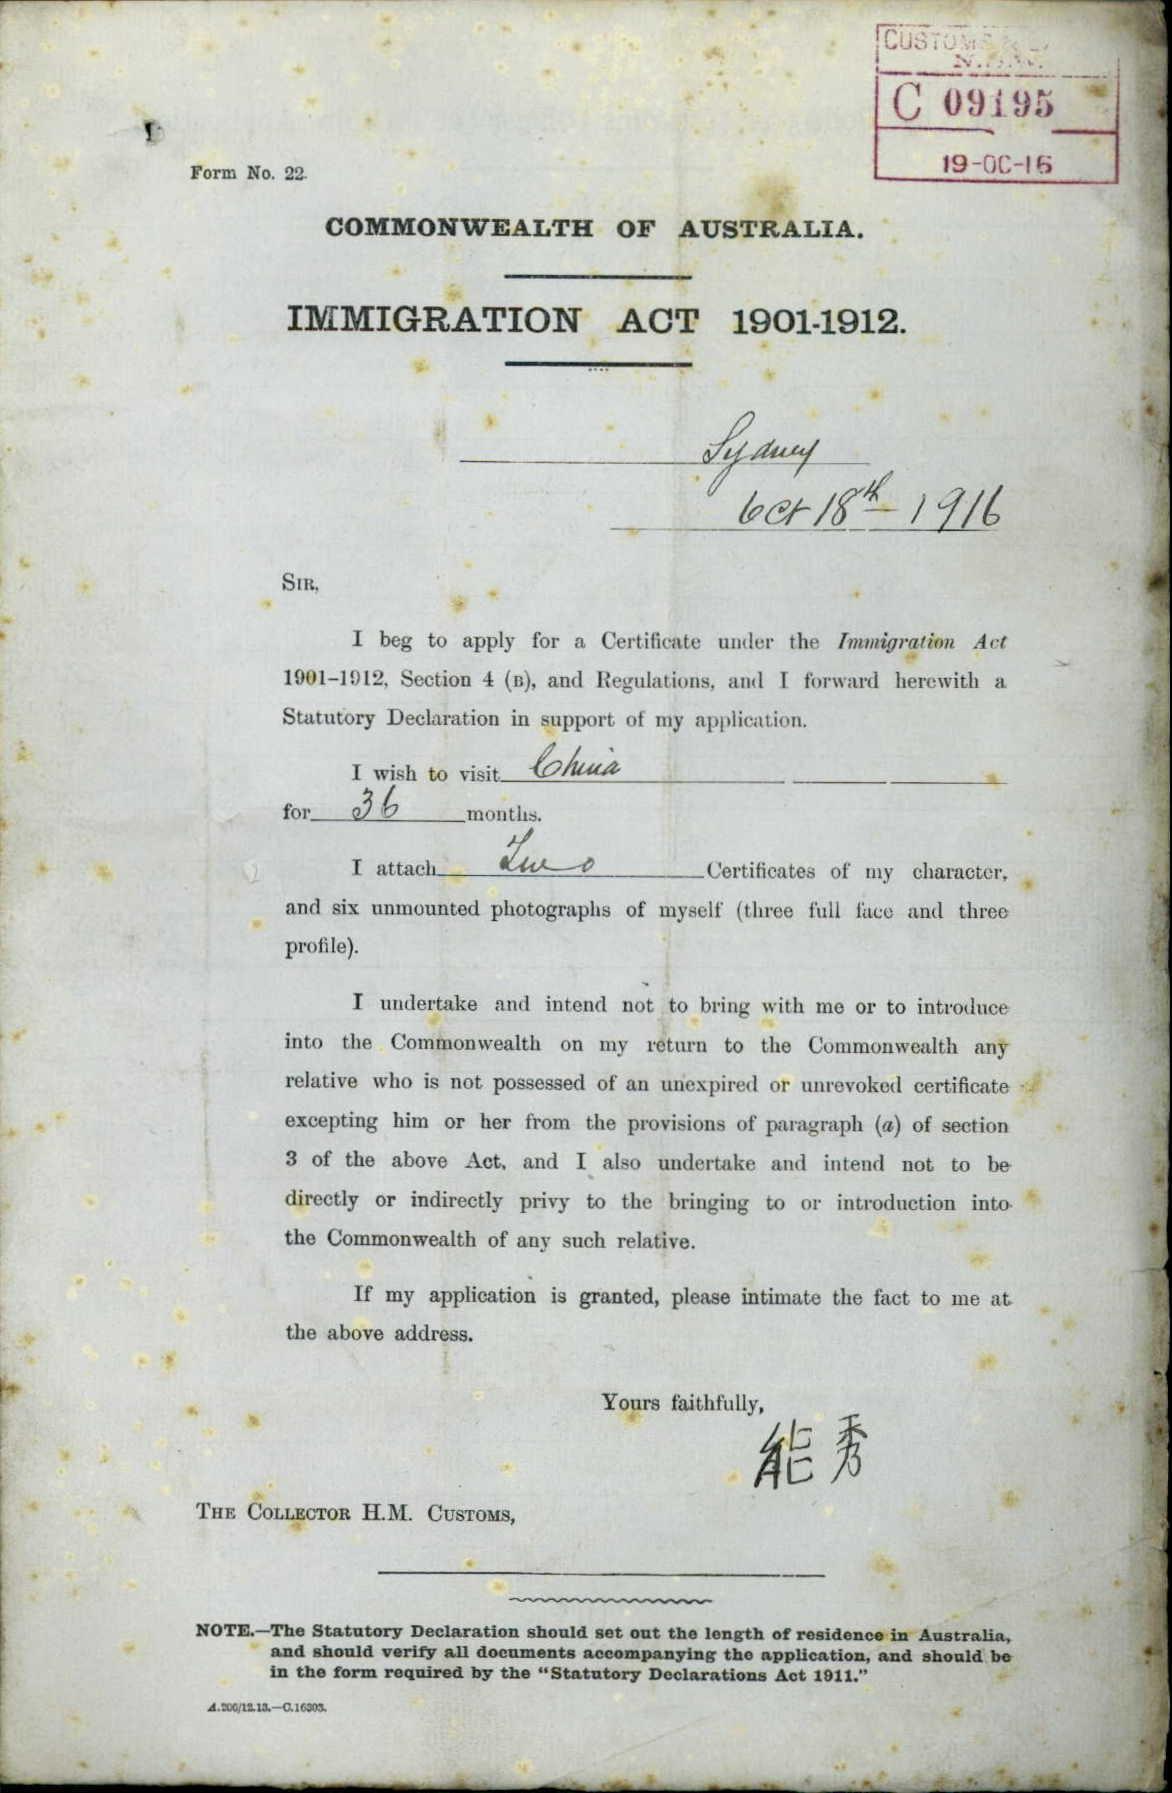 CUSTOMS
N.S.W.
C 09195
19-OC-16
Form No. 22.
COMMONWEALTH OF AUSTRALIA.
IMMIGRATION ACT 1901-1912.
Sydney
Oct 18th 1916
SIR,
I beg to apply for a Certificate under the Immigration Act
1901–1912, Section 4 (B), and Regulations, and I forward herewith a
Statutory Declaration in support of my application.
I wish to visit China
for 36 months.
I attach Two Certificates of my character,
and six unmounted photographs of myself (three full face and three
profile).
I undertake and intend not to bring with me or to introduce
into the Commonwealth on my return to the Commonwealth any
relative who is not possessed of an unexpired or unrevoked certificate
excepting him or her from the provisions of paragraph (a) of section
3 of the above Act, and I also undertake and intend not to be
directly or indirectly privy to the bringing to or introduction into
the Commonwealth of any such relative.
If my application is granted, please intimate the fact to me at
the above address.
Yours faithfully,
能秀
THE COLLECTOR H.M. CUSTOMS,
NOTE.—The Statutory Declaration should set out the length of residence in Australia,
and should verify all documents accompanying the application, and should be
in the form required by the “Statutory Declarations Act 1911.”
A.206/12.13.—C.16303.